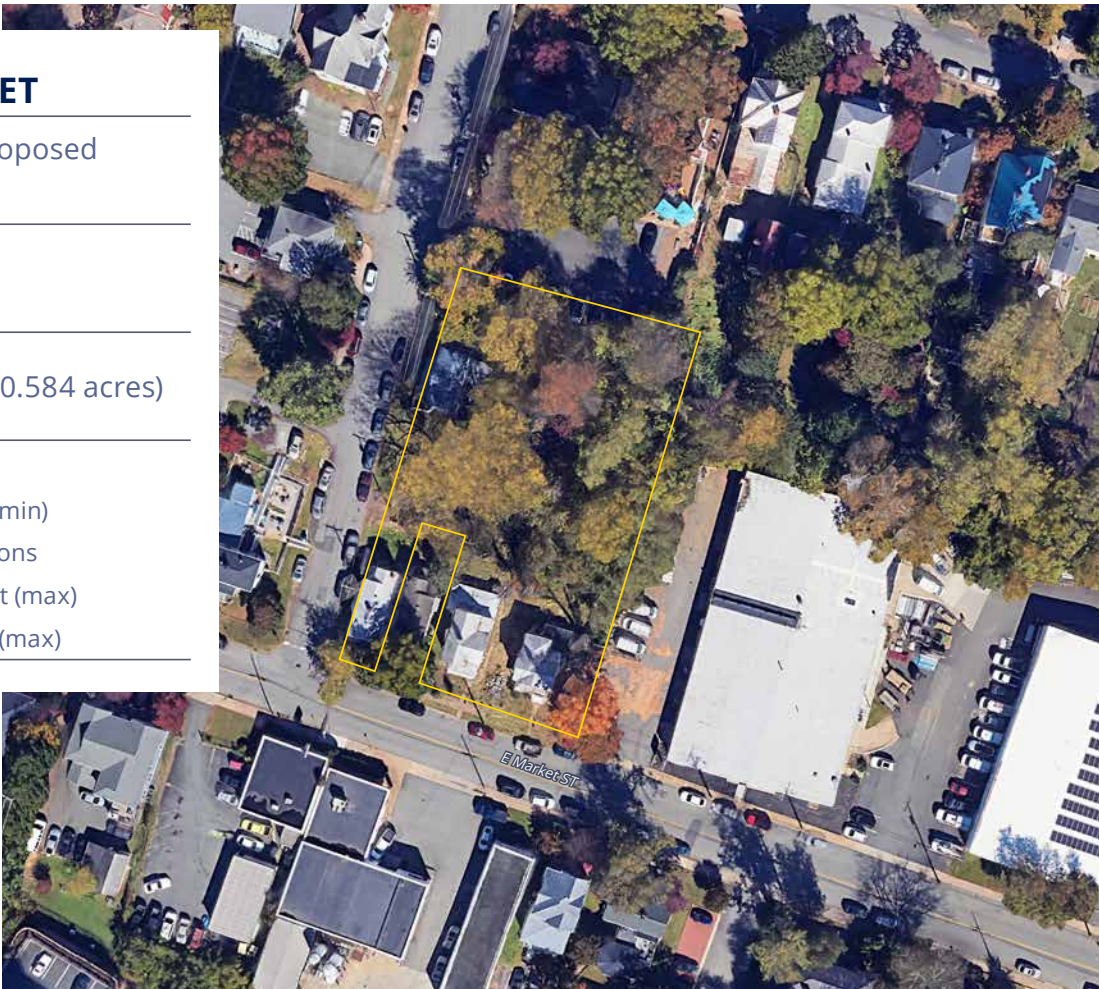 ET
oposed
0.584 acres)
min)
ons
t (max)
(max)
E Market ST